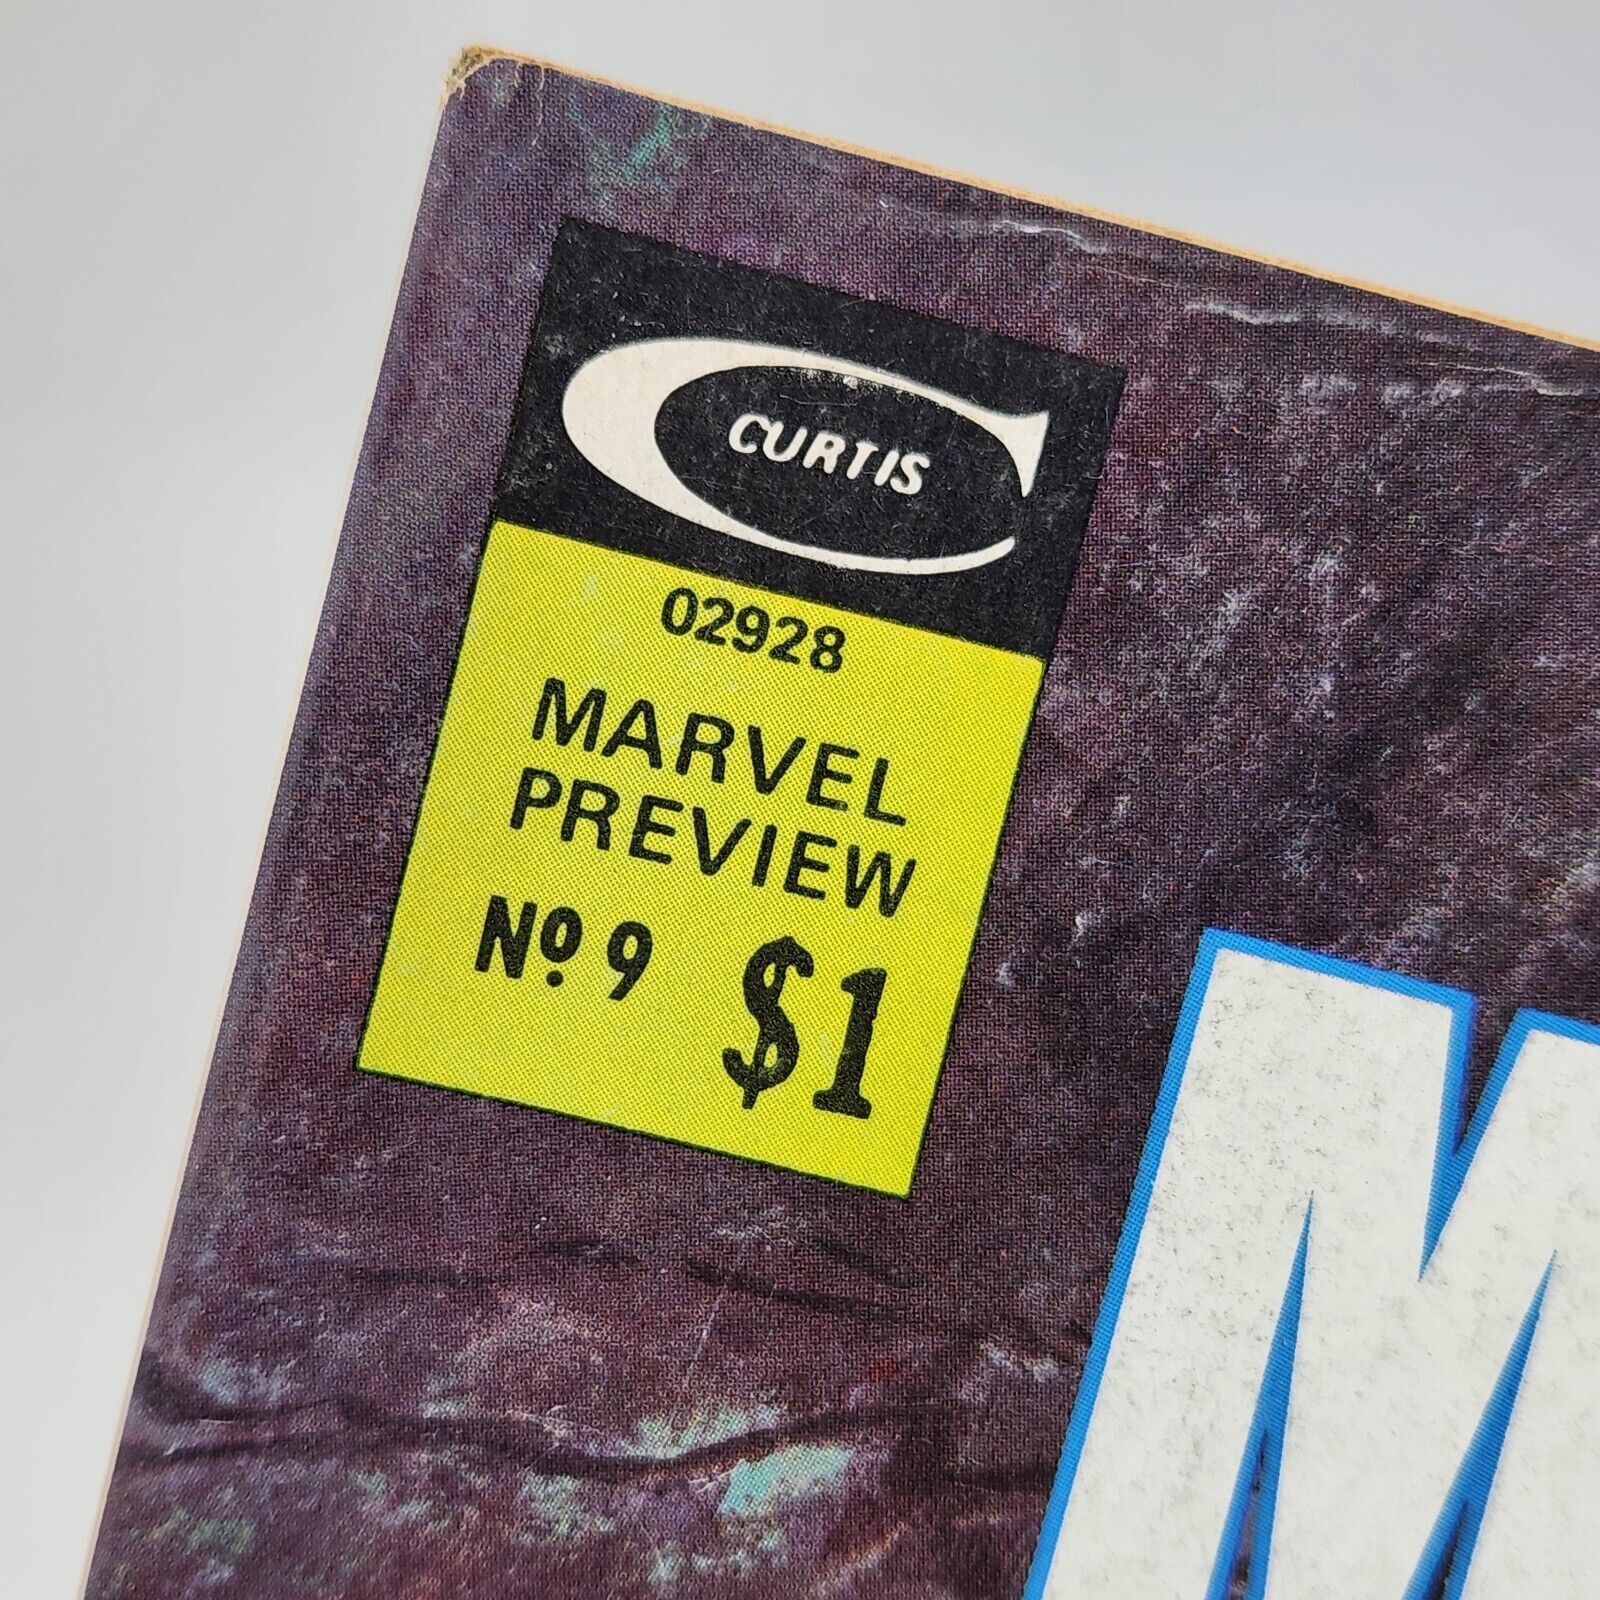 CURTIS
02928
MARVEL
PREVIEW
Nº 9 $1
M